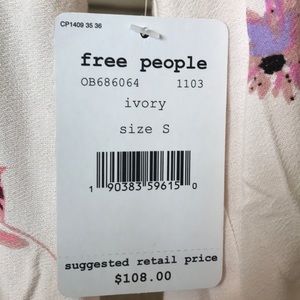 CP1409 35 36
free people
OB686064 1103
ivory
size S
1 90383 59615 0
suggested retail price
$108.00